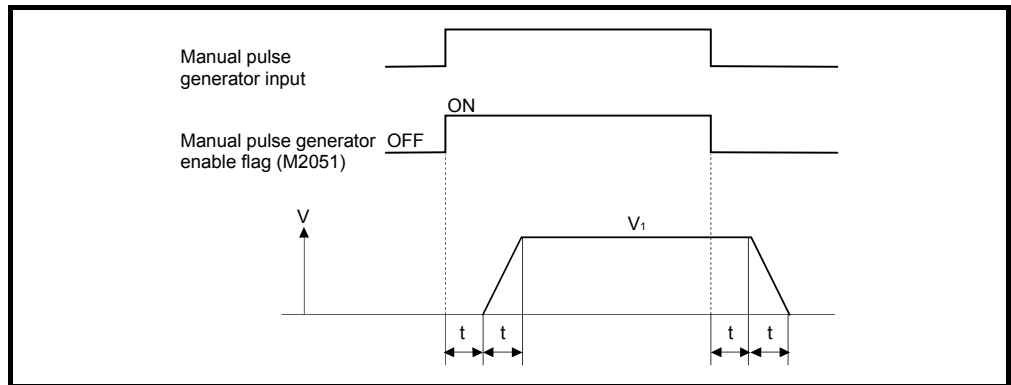 Manual pulse
generator input
ON
Manual pulse generator OFF
enable flag (M2051)
V
V₁
t t t t